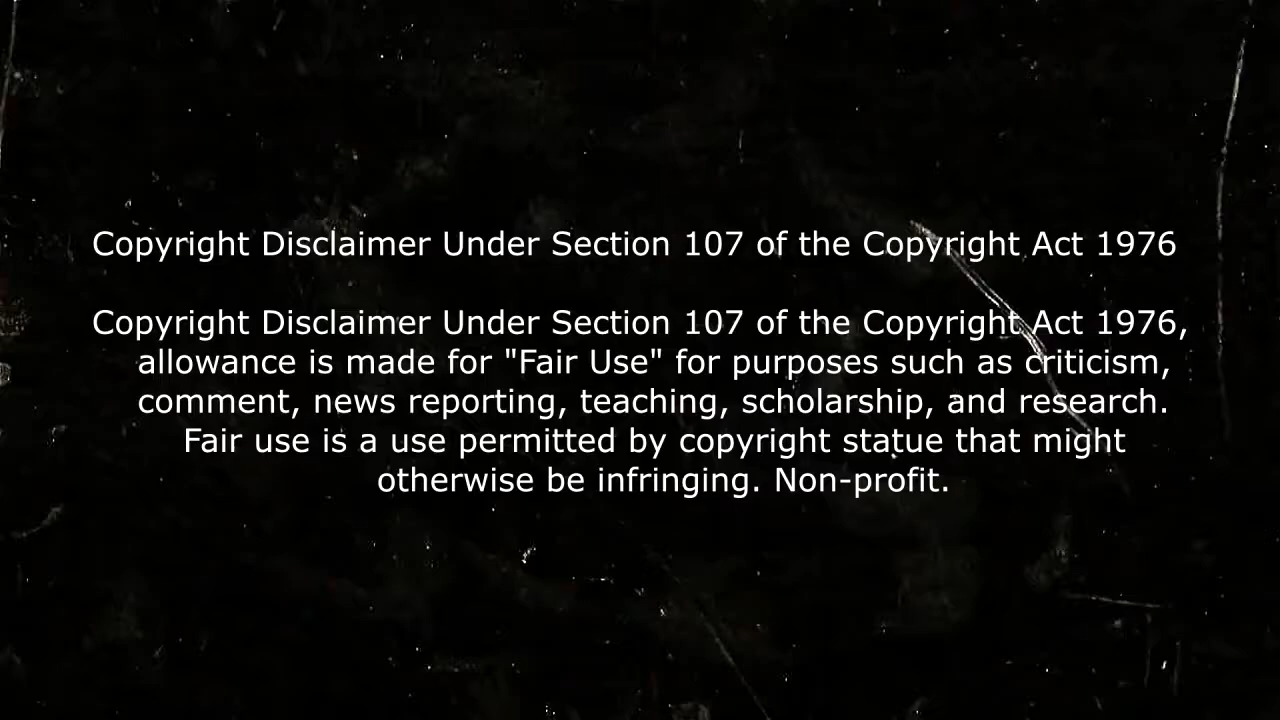 Copyright Disclaimer Under Section 107 of the Copyright Act 1976
Copyright Disclaimer Under Section 107 of the Copyright Act 1976,
allowance is made for "Fair Use" for purposes such as criticism,
comment, news reporting, teaching, scholarship, and research.
Fair use is a use permitted by copyright statue that might
otherwise be infringing. Non-profit.